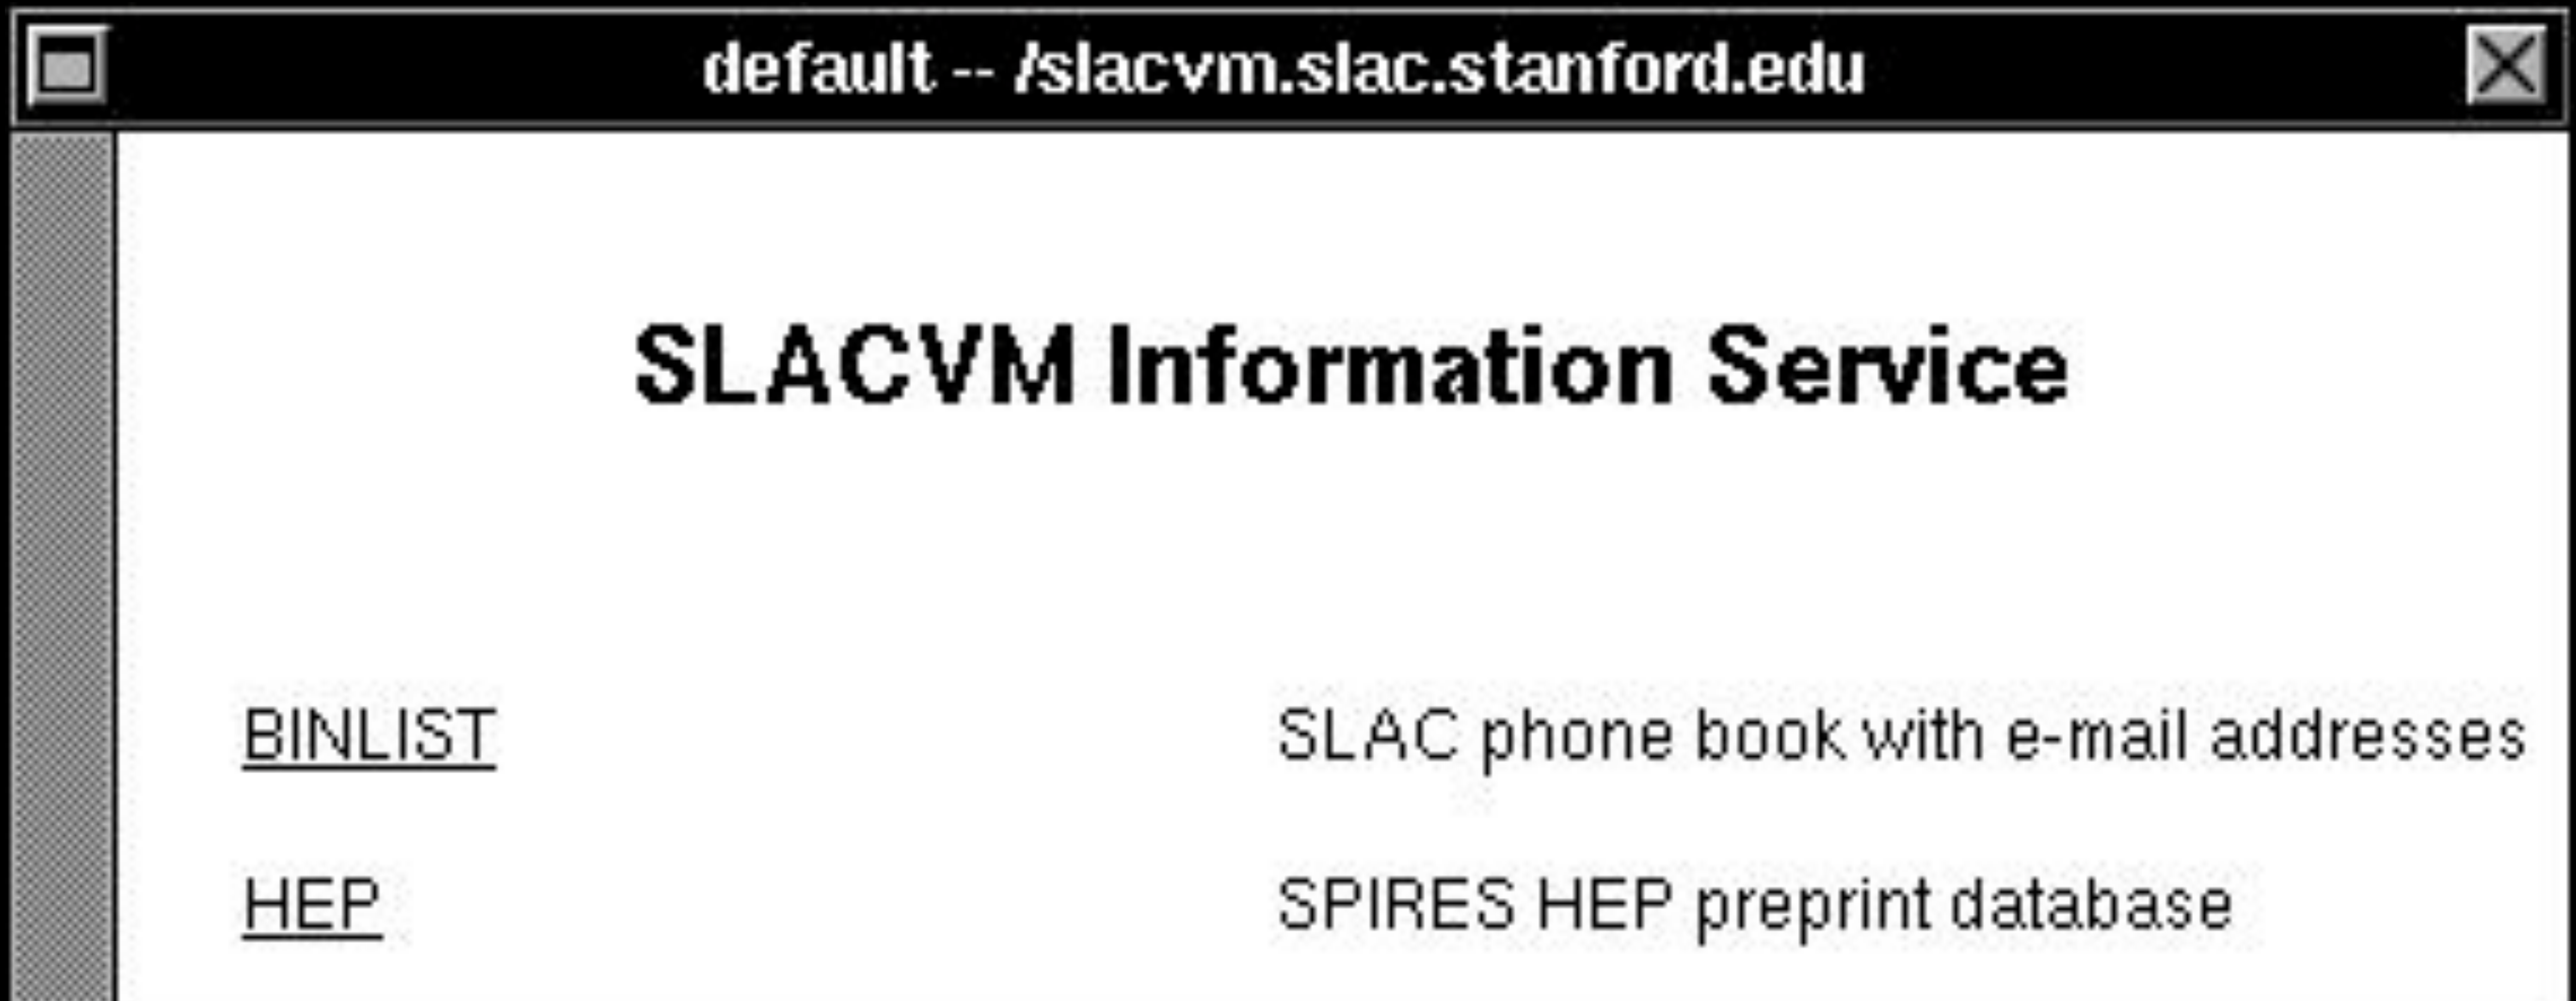 default -- /slacvm.slac.stanford.edu
SLACVM Information Service
BINLIST SLAC phone book with e-mail addresses
HEP SPIRES HEP preprint database